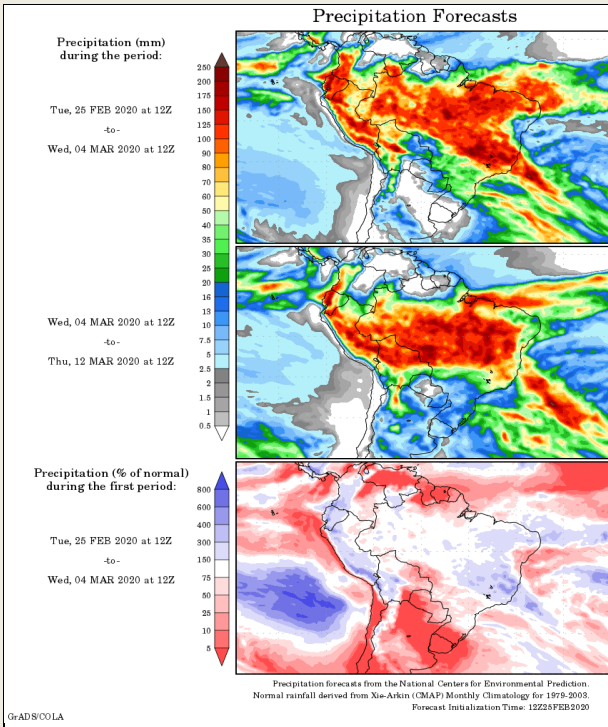 Precipitation Forecasts
Precipitation (mm)
during the period:
Tue, 25 FEB 2020 at 12Z
-to-
Wed, 04 MAR 2020 at 12Z
250
200
175
150
125
100
90
80
70
60
50
40
35
30
25
20
16
13
10
7.5
5
2.5
2
1.5
1
0.5
Wed, 04 MAR 2020 at 12Z
-to-
Thu, 12 MAR 2020 at 12Z
Precipitation (% of normal)
during the first period:
Tue, 25 FEB 2020 at 12Z
-to-
Wed, 04 MAR 2020 at 12Z
800
600
400
300
150
75
50
25
10
5
Precipitation forecasts from the National Centers for Environmental Prediction.
Normal rainfall derived from Xie-Arkin (CMAP) Monthly Climatology for 1979-2003.
Forecast Initialization Time: 12Z25FEB2020
GrADS/COLA